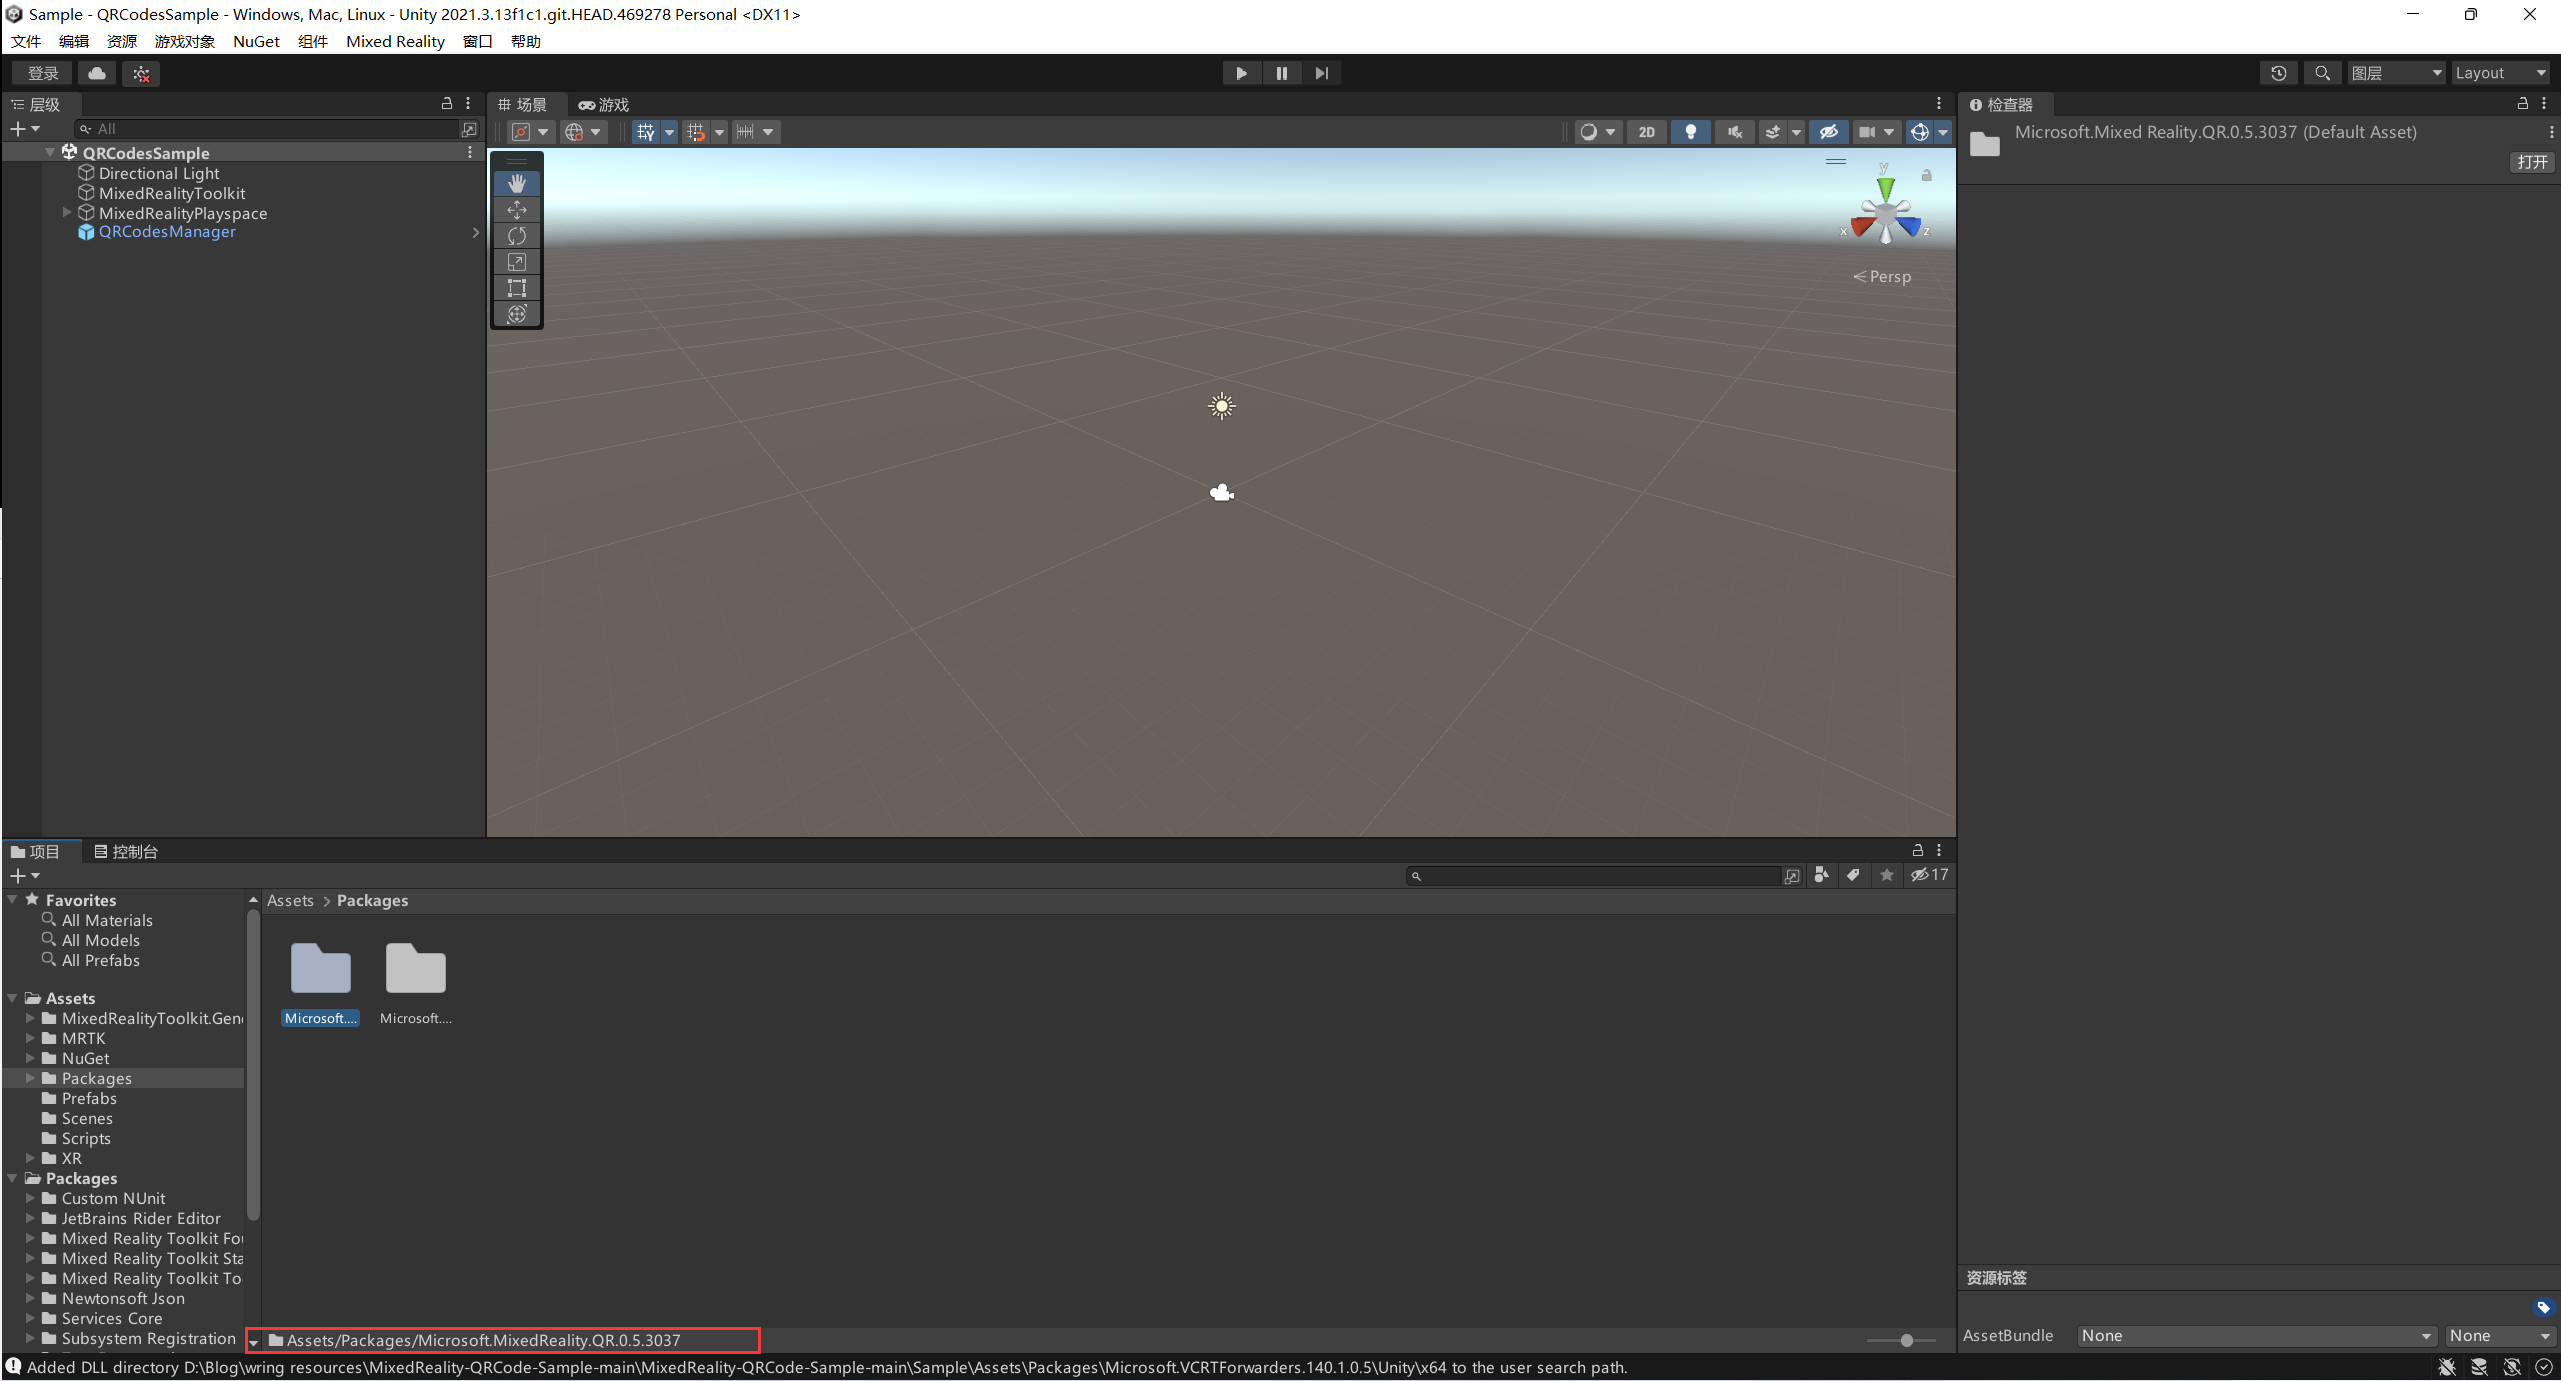 Sample - QRCodesSample - Windows, Mac, Linux - Unity 2021.3.13f1c1.git.HEAD.469278 Personal <DX11>
文件 编辑 资源 游戏对象 NuGet 组件 Mixed Reality 窗口 帮助
登录
图层 Layout
层级
All
QRCodesSample
Directional Light
MixedRealityToolkit
MixedRealityPlayspace
QRCodesManager
场景 游戏
2D
y
x
z
Persp
检查器
Microsoft.Mixed Reality.QR.0.5.3037 (Default Asset)
打开
项目 控制台
17
Favorites
All Materials
All Models
All Prefabs
Assets
MixedRealityToolkit.Gen
MRTK
NuGet
Packages
Prefabs
Scenes
Scripts
XR
Packages
Custom NUnit
JetBrains Rider Editor
Mixed Reality Toolkit Fo
Mixed Reality Toolkit Sta
Mixed Reality Toolkit To
Newtonsoft Json
Services Core
Subsystem Registration
Assets > Packages
Microsoft.... Microsoft....
Assets/Packages/Microsoft.MixedReality.QR.0.5.3037
资源标签
AssetBundle None None
Added DLL directory D:\Blog\wring resources\MixedReality-QRCode-Sample-main\MixedReality-QRCode-Sample-main\Sample\Assets\Packages\Microsoft.VCRTForwarders.140.1.0.5\Unity\x64 to the user search path.